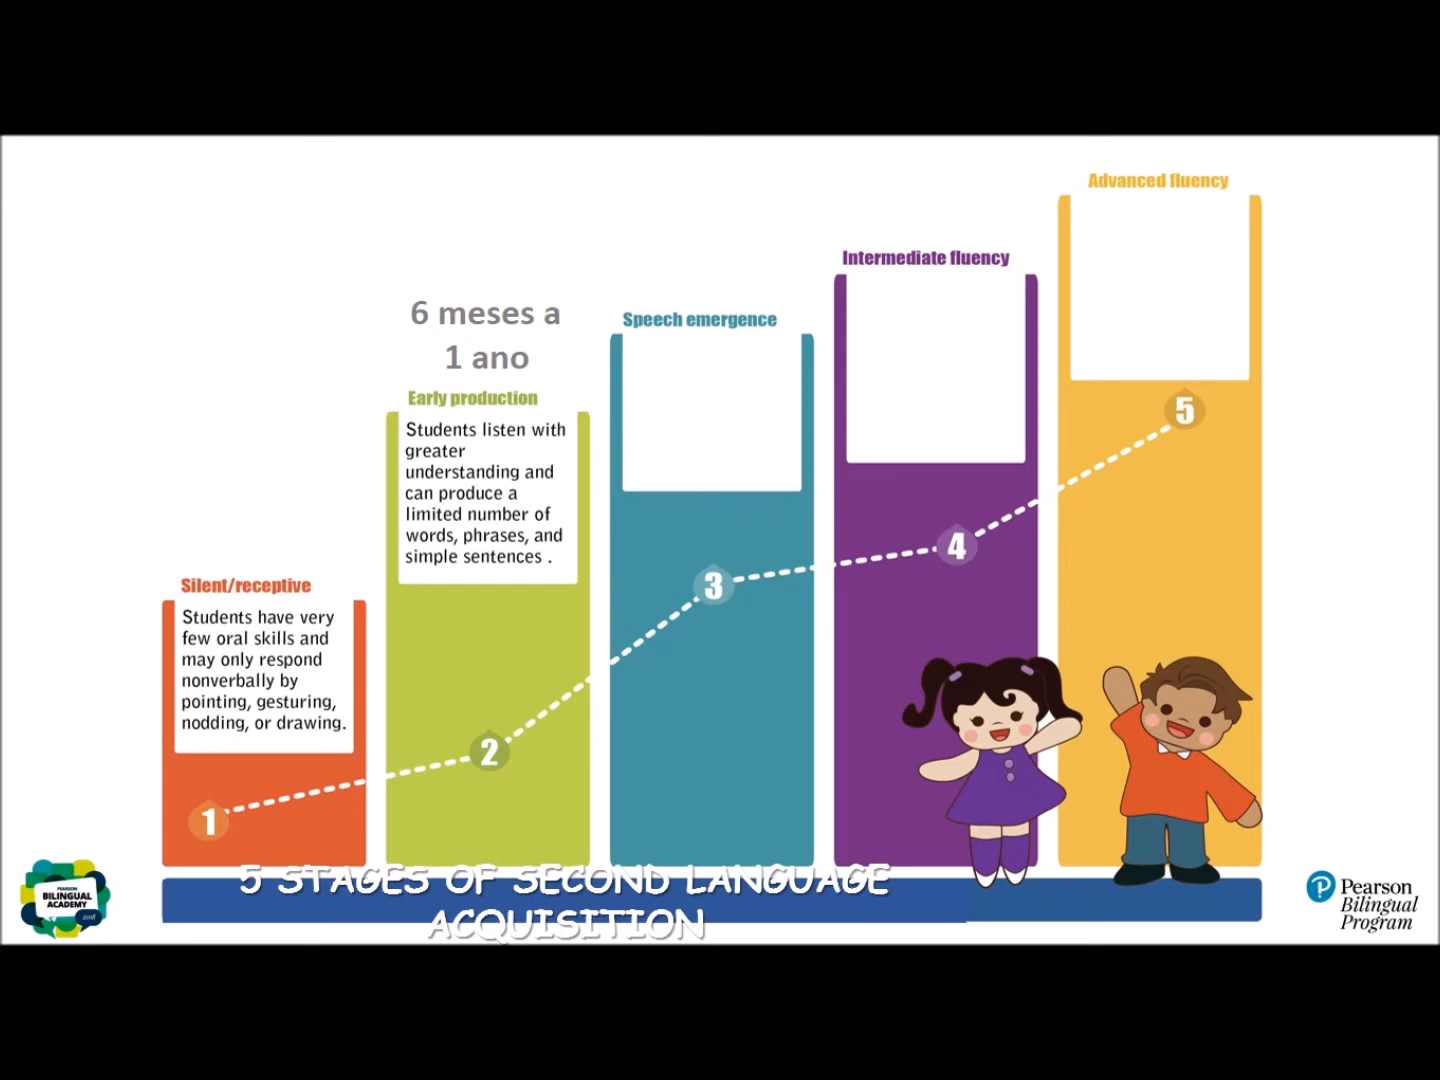 Advanced fluency
Intermediate fluency
6 meses a
1 ano
Speech emergence
Early production
Students listen with
greater
understanding and
can produce a
limited number of
words, phrases, and
simple sentences .
Silent/receptive
Students have very
few oral skills and
may only respond
nonverbally by
pointing, gesturing,
nodding, or drawing.
1
2
3
4
5
5 STAGES OF SECOND LANGUAGE
ACQUISITION
PEARSON
BILINGUAL
ACADEMY
2018
P
Pearson
Bilingual
Program